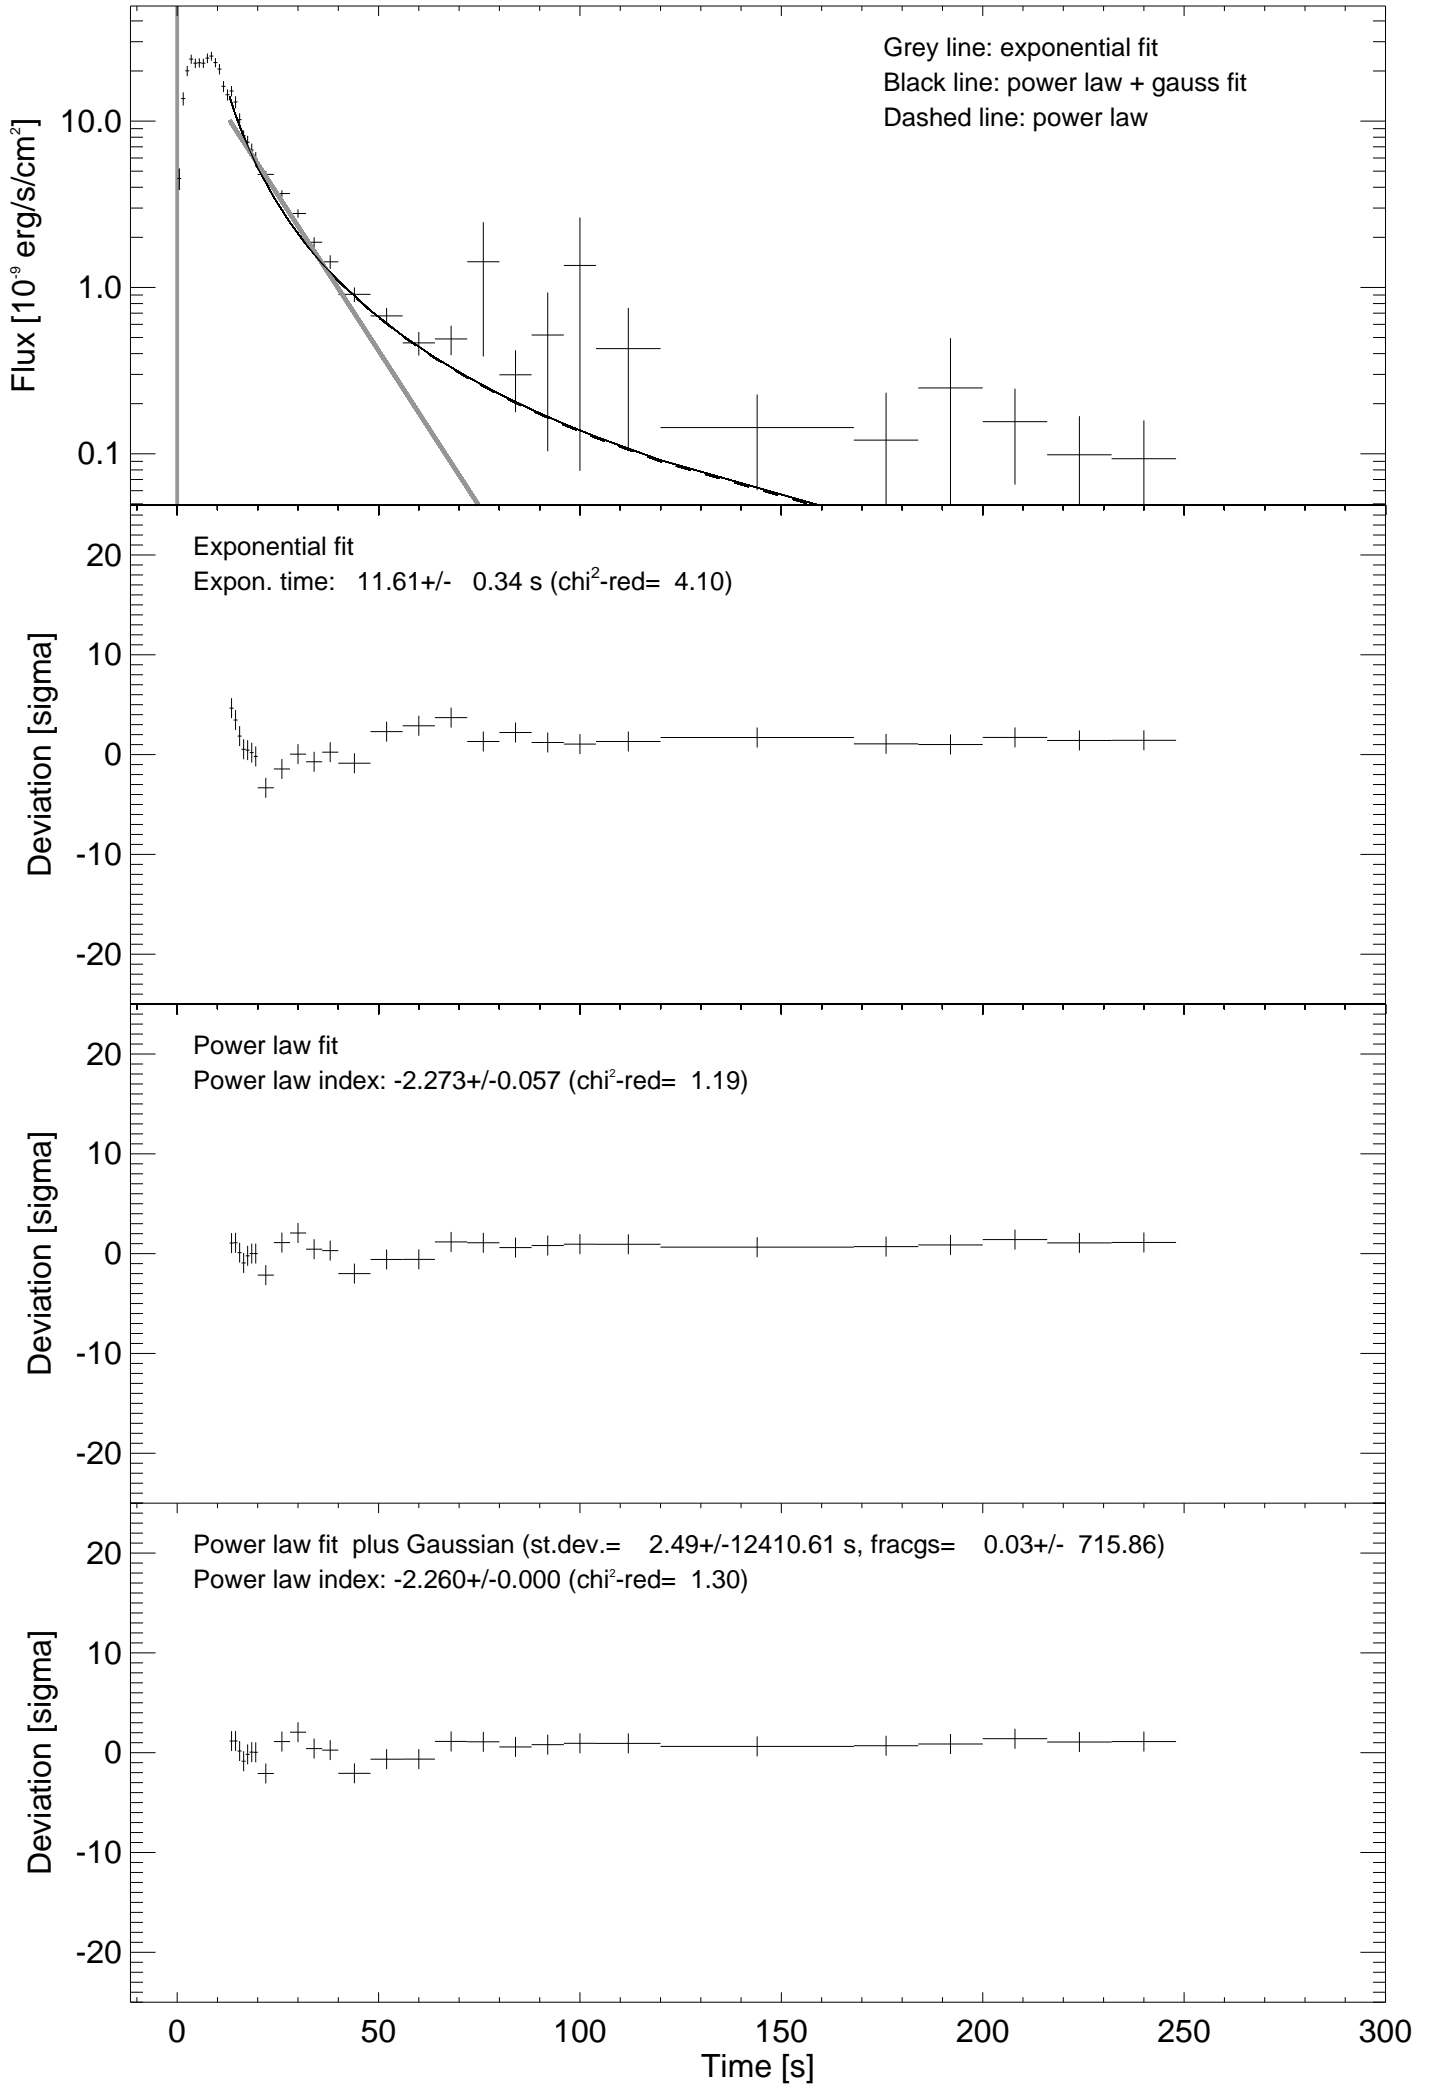 Grey line: exponential fit
Black line: power law + gauss fit
Dashed line: power law
10.0
1.0
0.1
Flux [10⁻⁹ erg/s/cm²]
Exponential fit
Expon. time: 11.61+/- 0.34 s (chi²-red= 4.10)
20
10
0
-10
-20
Deviation [sigma]
Power law fit
Power law index: -2.273+/-0.057 (chi²-red= 1.19)
20
10
0
-10
-20
Deviation [sigma]
Power law fit plus Gaussian (st.dev.= 2.49+/-12410.61 s, fracgs= 0.03+/- 715.86)
Power law index: -2.260+/-0.000 (chi²-red= 1.30)
20
10
0
-10
-20
Deviation [sigma]
0 50 100 150 200 250 300
Time [s]